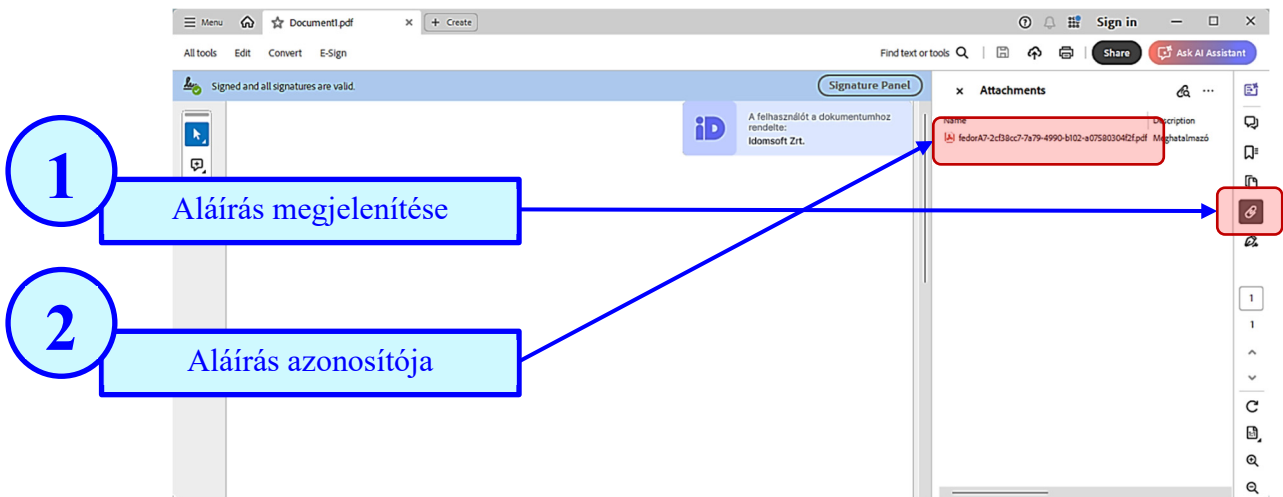 Menu
Document1.pdf
+ Create
Sign in
All tools Edit Convert E-Sign
Find text or tools
Share
Ask AI Assistant
Signed and all signatures are valid.
Signature Panel
Attachments
iD
A felhasználót a dokumentumhoz
rendelte:
Idomsoft Zrt.
Name Description
fedorA7-2cf38cc7-7a79-4990-b102-a07580304f2f.pdf Meghatalmazó
1
Aláírás megjelenítése
2
Aláírás azonosítója
1
1